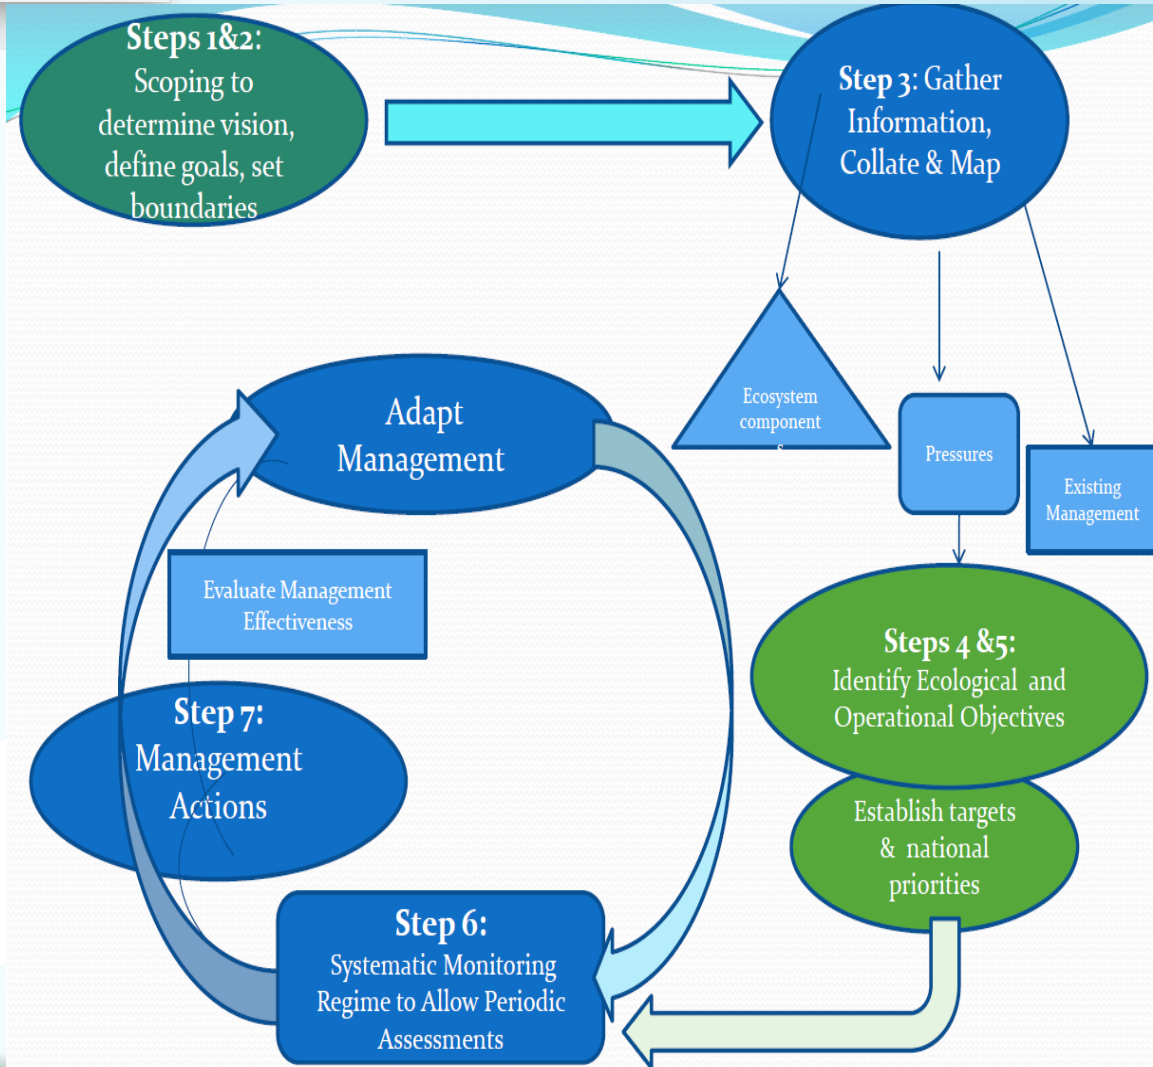 Steps 1&2:
Scoping to
determine vision,
define goals, set
boundaries
Step 3: Gather
Information,
Collate & Map
Ecosystem
component
s
Pressures
Existing
Management
Adapt
Management
Evaluate Management
Effectiveness
Steps 4 &5:
Identify Ecological and
Operational Objectives
Step 7:
Management
Actions
Establish targets
& national
priorities
Step 6:
Systematic Monitoring
Regime to Allow Periodic
Assessments